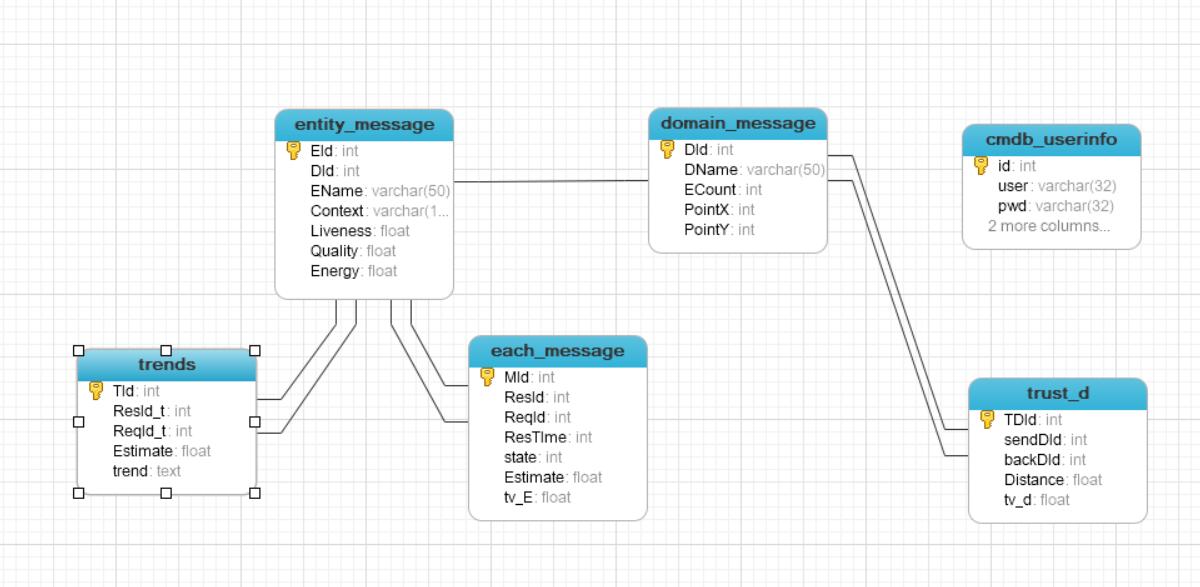 entity_message
EId: int
DId: int
EName: varchar(50)
Context: varchar(1...
Liveness: float
Quality: float
Energy: float
domain_message
DId: int
DName: varchar(50)
ECount: int
PointX: int
PointY: int
cmdb_userinfo
id: int
user: varchar(32)
pwd: varchar(32)
2 more columns...
trends
TId: int
ResId_t: int
ReqId_t: int
Estimate: float
trend: text
each_message
MId: int
ResId: int
ReqId: int
ResTIme: int
state: int
Estimate: float
tv_E: float
trust_d
TDId: int
sendDId: int
backDId: int
Distance: float
tv_d: float